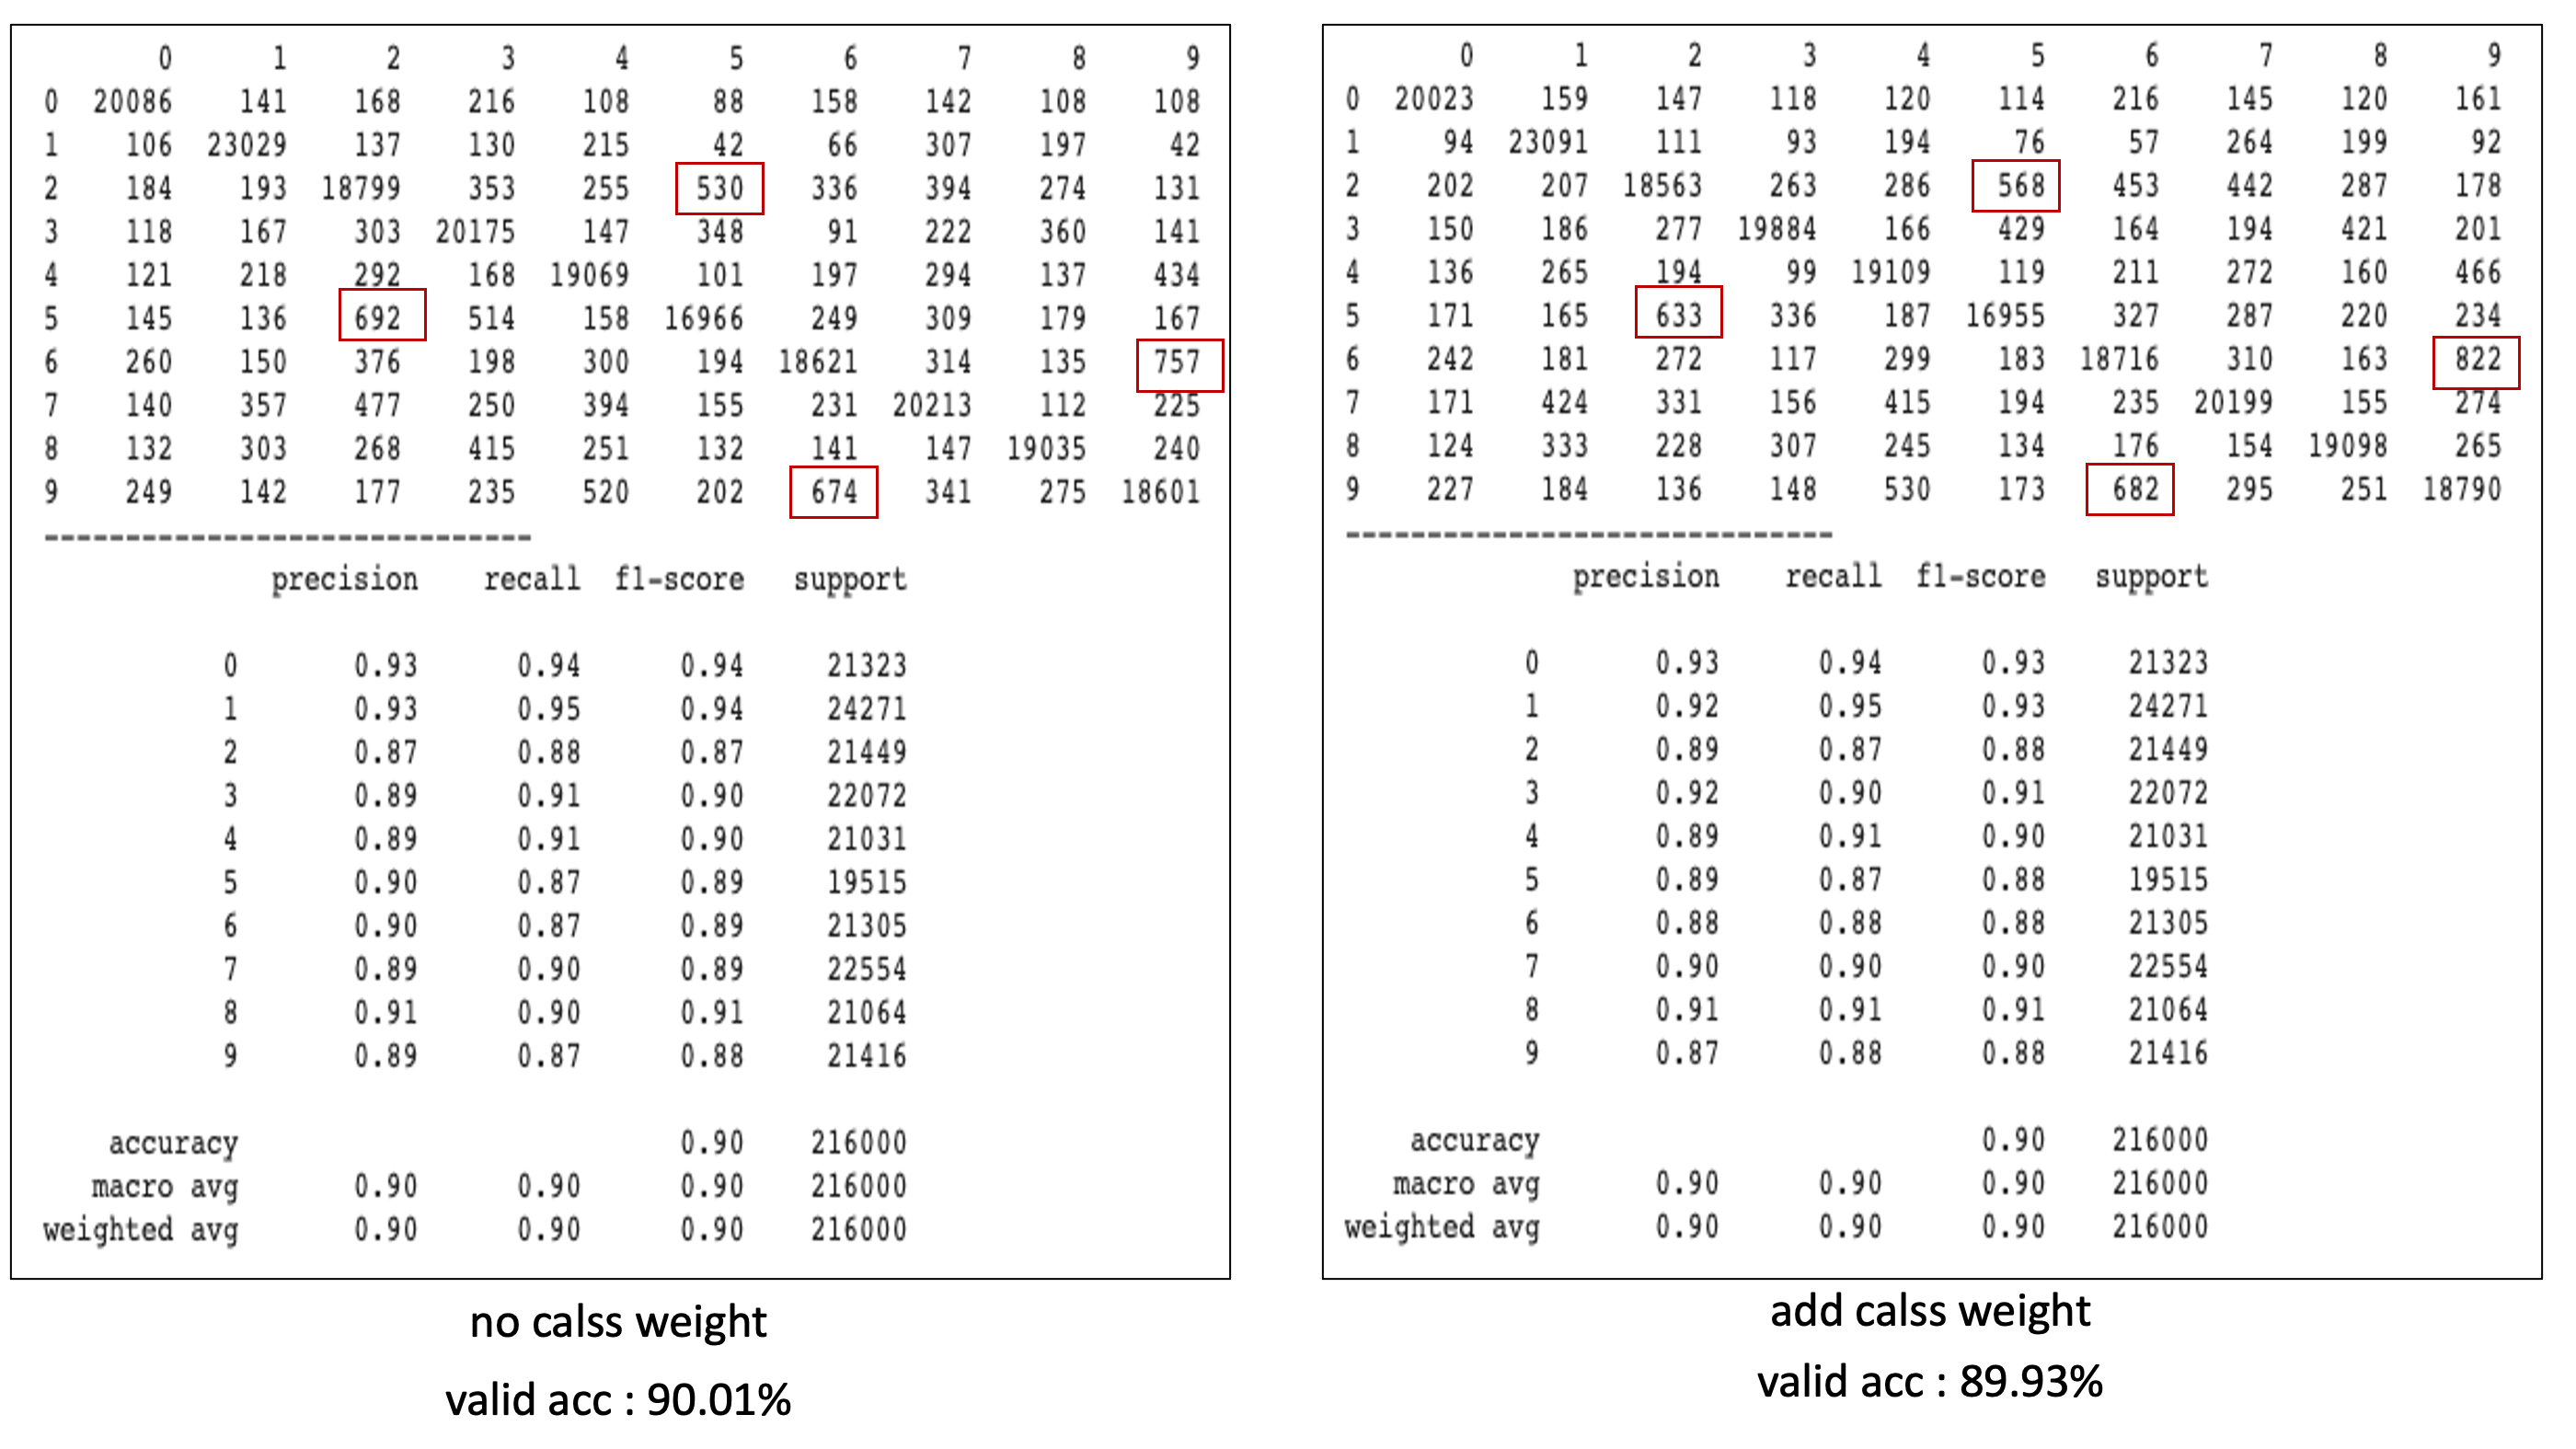 0 1 2 3 4 5 6 7 8 9
0 20086 141 168 216 108 88 158 142 108 108
1 106 23029 137 130 215 42 66 307 197 42
2 184 193 18799 353 255 530 336 394 274 131
3 118 167 303 20175 147 348 91 222 360 141
4 121 218 292 168 19069 101 197 294 137 434
5 145 136 692 514 158 16966 249 309 179 167
6 260 150 376 198 300 194 18621 314 135 757
7 140 357 477 250 394 155 231 20213 112 225
8 132 303 268 415 251 132 141 147 19035 240
9 249 142 177 235 520 202 674 341 275 18601
------------------------------
precision recall f1-score support
0 0.93 0.94 0.94 21323
1 0.93 0.95 0.94 24271
2 0.87 0.88 0.87 21449
3 0.89 0.91 0.90 22072
4 0.89 0.91 0.90 21031
5 0.90 0.87 0.89 19515
6 0.90 0.87 0.89 21305
7 0.89 0.90 0.89 22554
8 0.91 0.90 0.91 21064
9 0.89 0.87 0.88 21416
accuracy 0.90 216000
macro avg 0.90 0.90 0.90 216000
weighted avg 0.90 0.90 0.90 216000
no calss weight
valid acc : 90.01%
0 1 2 3 4 5 6 7 8 9
0 20023 159 147 118 120 114 216 145 120 161
1 94 23091 111 93 194 76 57 264 199 92
2 202 207 18563 263 286 568 453 442 287 178
3 150 186 277 19884 166 429 164 194 421 201
4 136 265 194 99 19109 119 211 272 160 466
5 171 165 633 336 187 16955 327 287 220 234
6 242 181 272 117 299 183 18716 310 163 822
7 171 424 331 156 415 194 235 20199 155 274
8 124 333 228 307 245 134 176 154 19098 265
9 227 184 136 148 530 173 682 295 251 18790
------------------------------
precision recall f1-score support
0 0.93 0.94 0.93 21323
1 0.92 0.95 0.93 24271
2 0.89 0.87 0.88 21449
3 0.92 0.90 0.91 22072
4 0.89 0.91 0.90 21031
5 0.89 0.87 0.88 19515
6 0.88 0.88 0.88 21305
7 0.90 0.90 0.90 22554
8 0.91 0.91 0.91 21064
9 0.87 0.88 0.88 21416
accuracy 0.90 216000
macro avg 0.90 0.90 0.90 216000
weighted avg 0.90 0.90 0.90 216000
add calss weight
valid acc : 89.93%